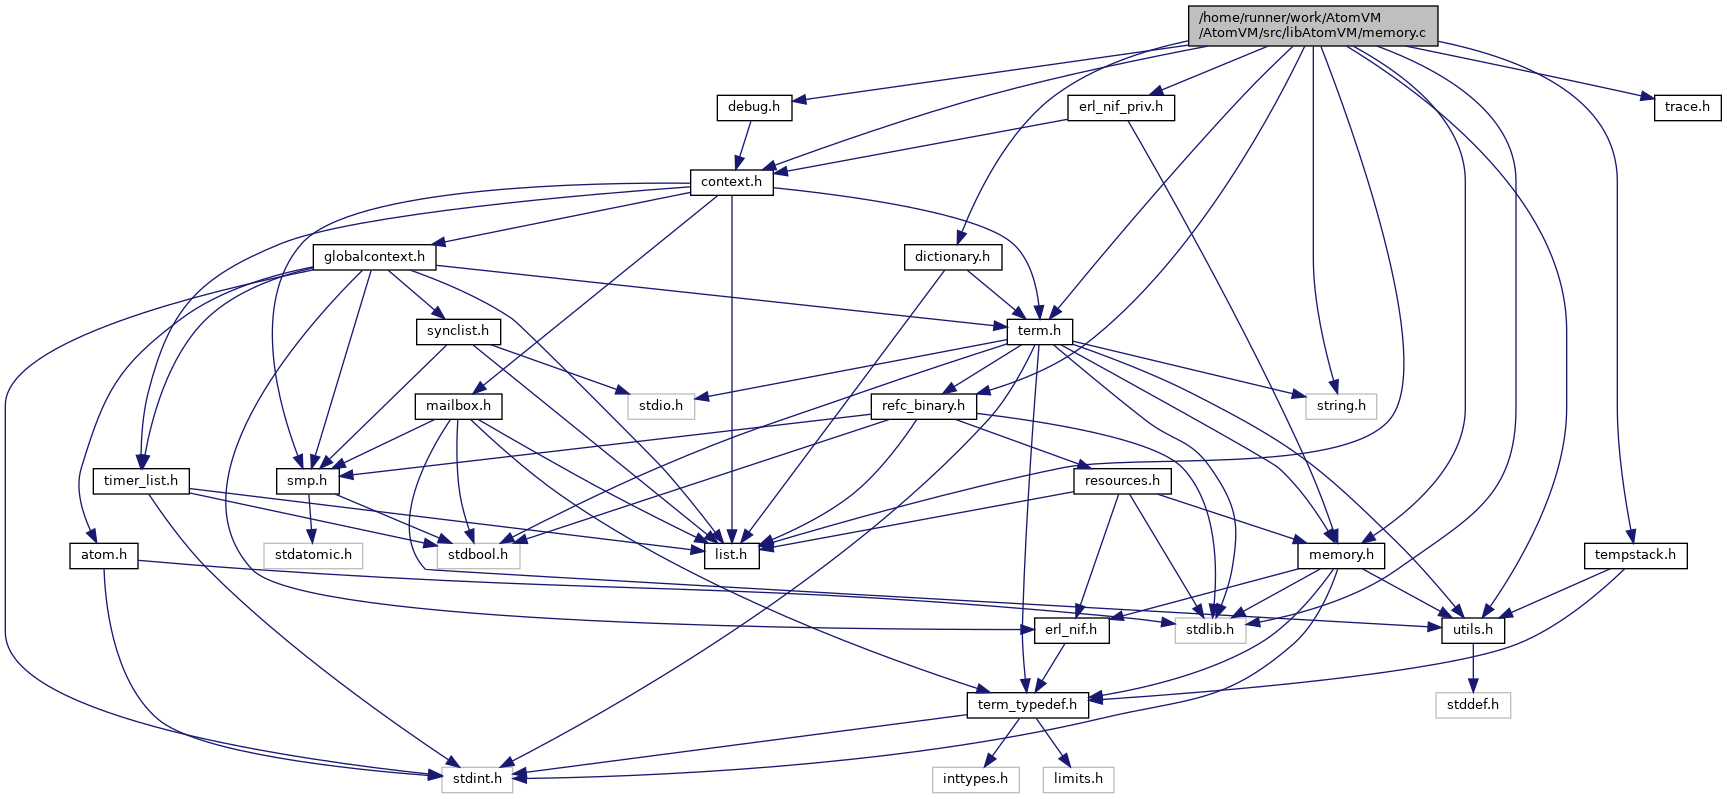 /home/runner/work/AtomVM
/AtomVM/src/libAtomVM/memory.c
debug.h
erl_nif_priv.h
trace.h
context.h
globalcontext.h
dictionary.h
synclist.h
term.h
mailbox.h
stdio.h
refc_binary.h
string.h
timer_list.h
smp.h
resources.h
atom.h
stdatomic.h
stdbool.h
list.h
memory.h
tempstack.h
erl_nif.h
stdlib.h
utils.h
term_typedef.h
stddef.h
stdint.h
inttypes.h
limits.h